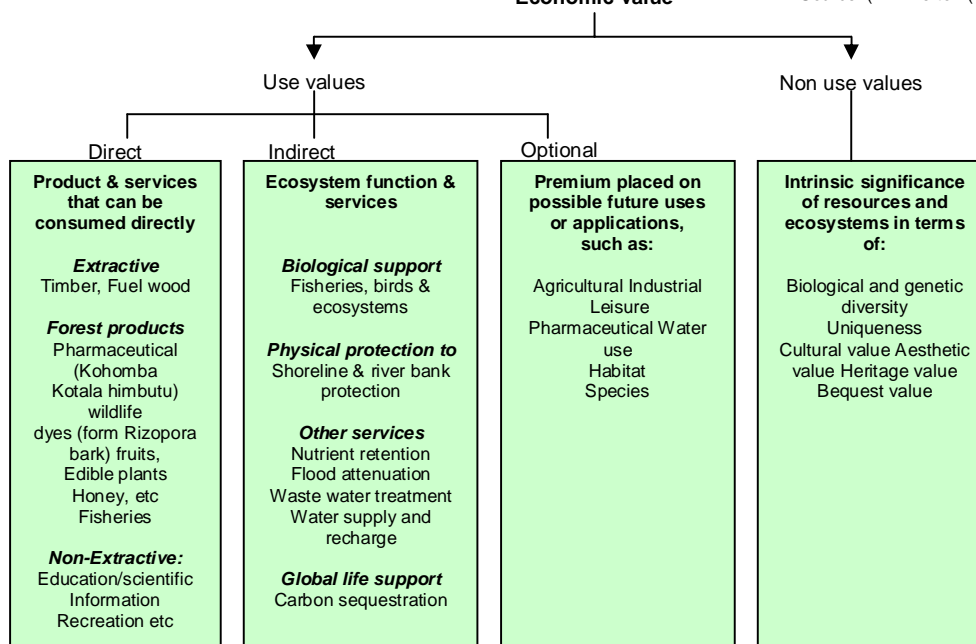 Economic value
Use values
Non use values
Direct
Indirect
Optional
Product & services
that can be
consumed directly
Extractive
Timber, Fuel wood
Forest products
Pharmaceutical
(Kohomba
Kotala himbutu)
wildlife
dyes (form Rizopora
bark) fruits,
Edible plants
Honey, etc
Fisheries
Non-Extractive:
Education/scientific
Information
Recreation etc
Ecosystem function &
services
Biological support
Fisheries, birds &
ecosystems
Physical protection to
Shoreline & river bank
protection
Other services
Nutrient retention
Flood attenuation
Waste water treatment
Water supply and
recharge
Global life support
Carbon sequestration
Premium placed on
possible future uses
or applications,
such as:
Agricultural Industrial
Leisure
Pharmaceutical Water
use
Habitat
Species
Intrinsic significance
of resources and
ecosystems in terms
of:
Biological and genetic
diversity
Uniqueness
Cultural value Aesthetic
value Heritage value
Bequest value